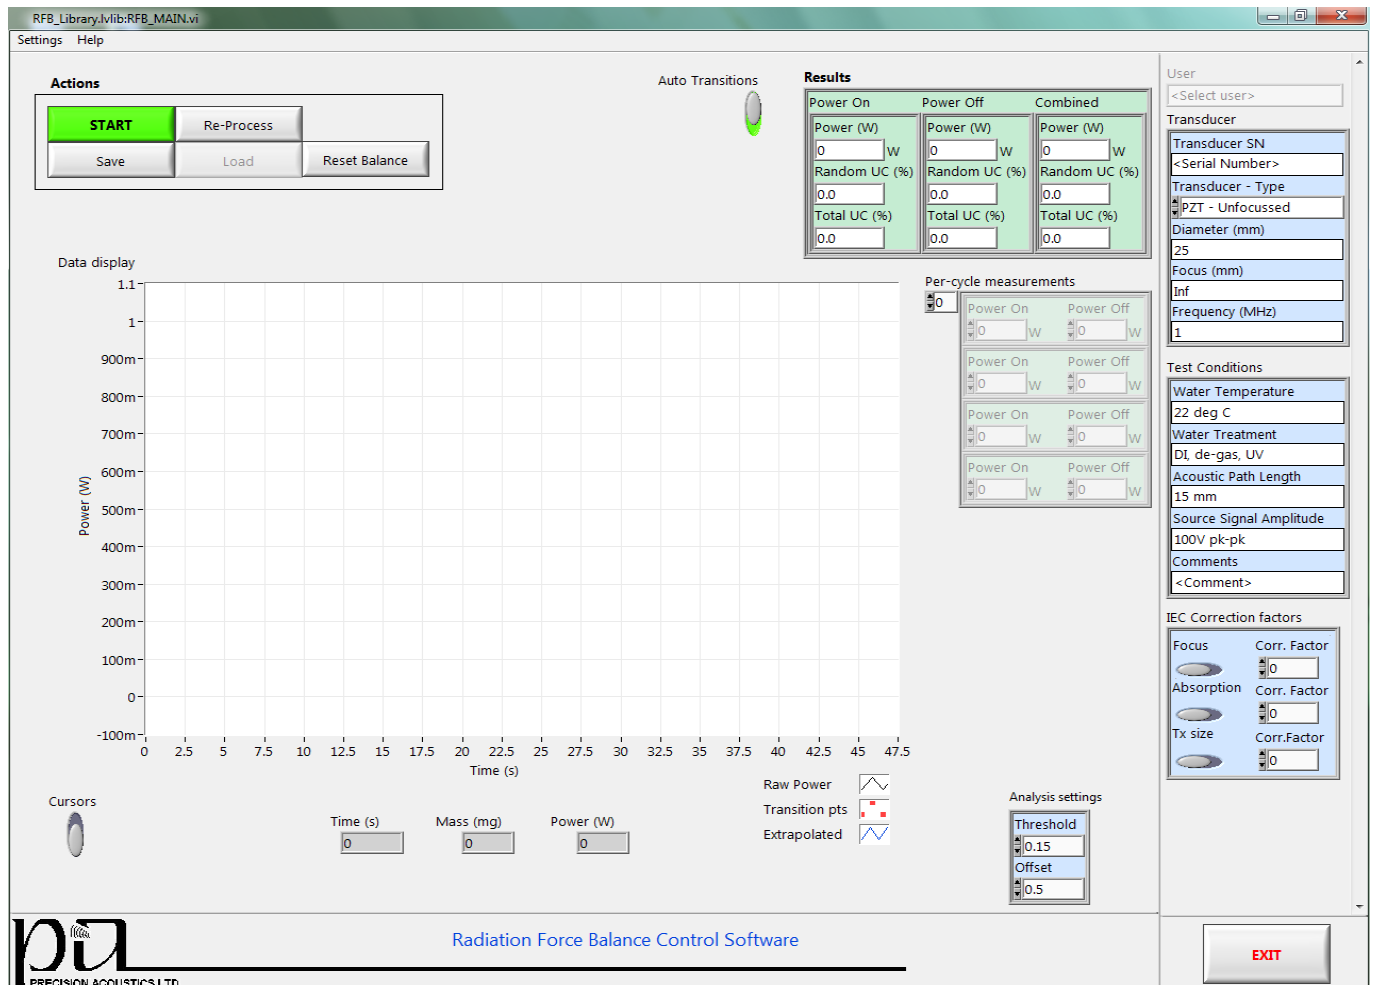 RFB_Library.lvlib:RFB_MAIN.vi
Settings Help
Actions
START Re-Process
Save Load Reset Balance
Auto Transitions
Results
Power On Power Off Combined
Power (W) Power (W) Power (W)
0 W 0 W 0 W
Random UC (%) Random UC (%) Random UC (%)
0.0 0.0 0.0
Total UC (%) Total UC (%) Total UC (%)
0.0 0.0 0.0
Data display
1.1
1
900m
800m
700m
600m
500m
400m
300m
200m
100m
0
-100m
Power (W)
0 2.5 5 7.5 10 12.5 15 17.5 20 22.5 25 27.5 30 32.5 35 37.5 40 42.5 45 47.5
Time (s)
Per-cycle measurements
0
Power On Power Off
0 W 0 W
Power On Power Off
0 W 0 W
Power On Power Off
0 W 0 W
Power On Power Off
0 W 0 W
Raw Power
Transition pts
Extrapolated
Cursors
Time (s) Mass (mg) Power (W)
0 0 0
Analysis settings
Threshold
0.15
Offset
0.5
User
<Select user>
Transducer
Transducer SN
<Serial Number>
Transducer - Type
PZT - Unfocussed
Diameter (mm)
25
Focus (mm)
Inf
Frequency (MHz)
1
Test Conditions
Water Temperature
22 deg C
Water Treatment
DI, de-gas, UV
Acoustic Path Length
15 mm
Source Signal Amplitude
100V pk-pk
Comments
<Comment>
IEC Correction factors
Focus Corr. Factor
0
Absorption Corr. Factor
0
Tx size Corr.Factor
0
pa
PRECISION ACOUSTICS LTD
Radiation Force Balance Control Software
EXIT